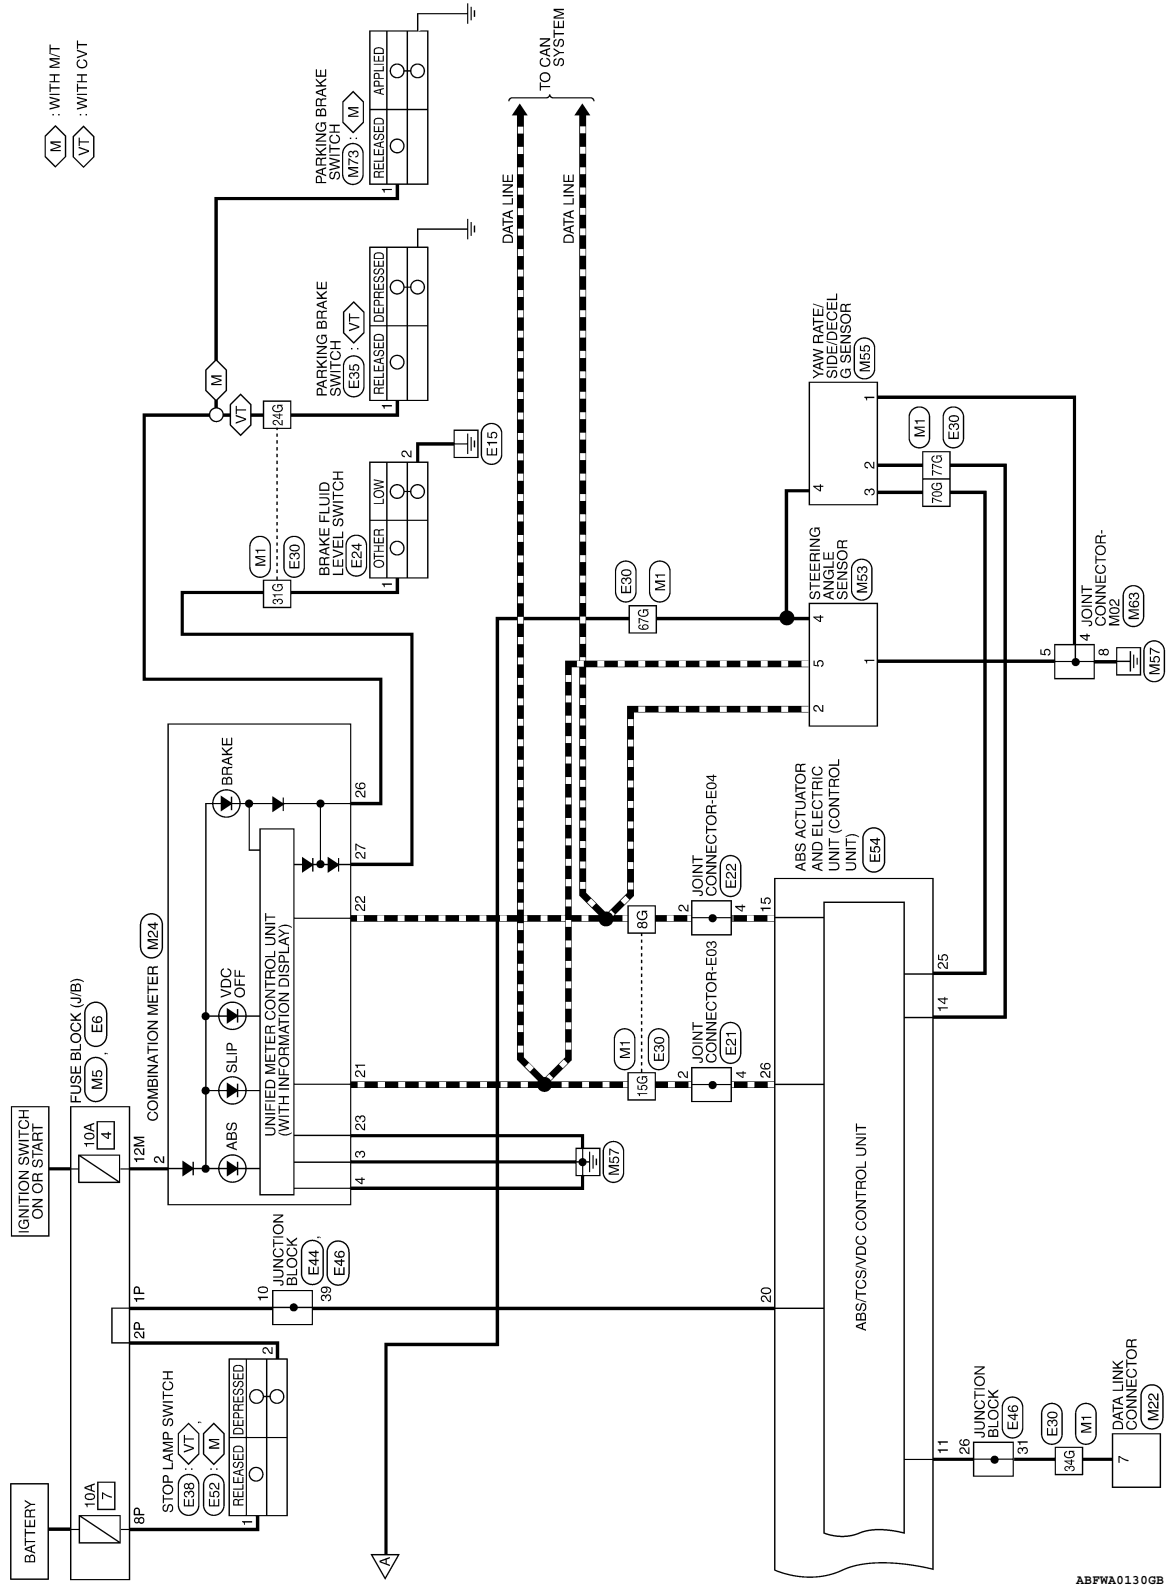 BATTERY
IGNITION SWITCH
ON OR START
10A
7
10A
4
FUSE BLOCK (J/B)
M5 ,
E6
8P
2P
1P
12M
STOP LAMP SWITCH
E38 : VT ,
E52 : M
RELEASED
DEPRESSED
1
2
10
JUNCTION
BLOCK
E44 ,
E46
39
COMBINATION METER
M24
2
ABS
SLIP
VDC
OFF
BRAKE
UNIFIED METER CONTROL UNIT
(WITH INFORMATION DISPLAY)
4
3
23
21
22
27
26
M57
M
: WITH M/T
VT
: WITH CVT
M
VT
24G
31G
M1
E30
BRAKE FLUID
LEVEL SWITCH
E24
OTHER
LOW
1
2
E15
PARKING BRAKE
SWITCH
E35 : VT
RELEASED
DEPRESSED
1
PARKING BRAKE
SWITCH
M73 : M
RELEASED
APPLIED
1
DATA LINE
DATA LINE
TO CAN
SYSTEM
A
E30
M1
67G
M1
E30
15G
8G
2
JOINT
CONNECTOR-E03
E21
4
2
JOINT
CONNECTOR-E04
E22
4
STEERING
ANGLE
SENSOR
M53
2
5
4
1
YAW RATE/
SIDE/DECEL
G SENSOR
M55
4
3
2
1
70G
77G
M1
E30
5
4
8
JOINT
CONNECTOR-
M02
M63
M57
ABS ACTUATOR
AND ELECTRIC
UNIT (CONTROL
UNIT)
E54
20
26
15
ABS/TCS/VDC CONTROL UNIT
11
14
25
26
JUNCTION
BLOCK
E46
31
E30
M1
34G
DATA LINK
CONNECTOR
M22
7
ABFWA0130GB